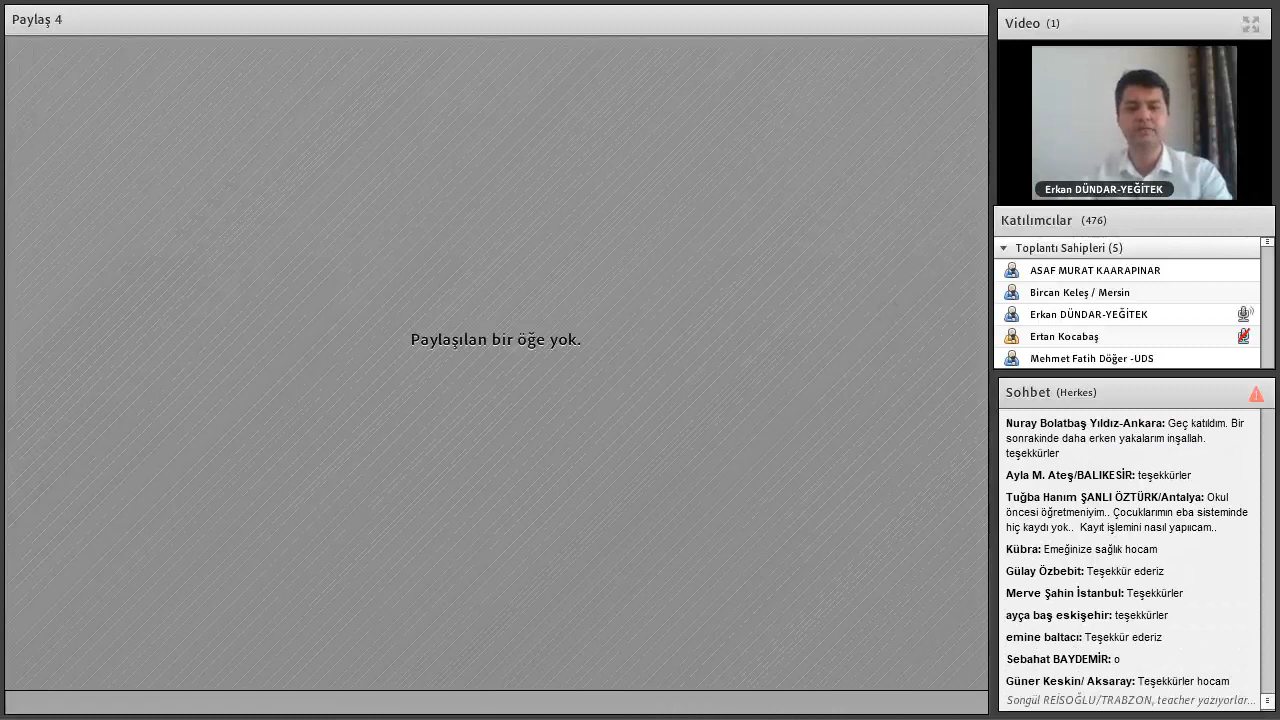 Paylaş 4
Paylaşılan bir öğe yok.
Video (1)
Erkan DÜNDAR-YEĞİTEK
Katılımcılar (476)
Toplantı Sahipleri (5)
ASAF MURAT KAARAPINAR
Bircan Keleş / Mersin
Erkan DÜNDAR-YEĞİTEK
Ertan Kocabaş
Mehmet Fatih Döğer -UDS
Sohbet (Herkes)
Nuray Bolatbaş Yıldız-Ankara: Geç katıldım. Bir
sonrakinde daha erken yakalarım inşallah.
teşekkürler
Ayla M. Ateş/BALIKESİR: teşekkürler
Tuğba Hanım ŞANLI ÖZTÜRK/Antalya: Okul
öncesi öğretmeniyim.. Çocuklarımın eba sisteminde
hiç kaydı yok.. Kayıt işlemini nasıl yapııcam..
Kübra: Emeğinize sağlık hocam
Gülay Özbebit: Teşekkür ederiz
Merve Şahin İstanbul: Teşekkürler
ayça baş eskişehir: teşekkürler
emine baltacı: Teşekkür ederiz
Sebahat BAYDEMİR: o
Güner Keskin/ Aksaray: Teşekkürler hocam
Songül REİSOĞLU/TRABZON, teacher yazıyorlar...